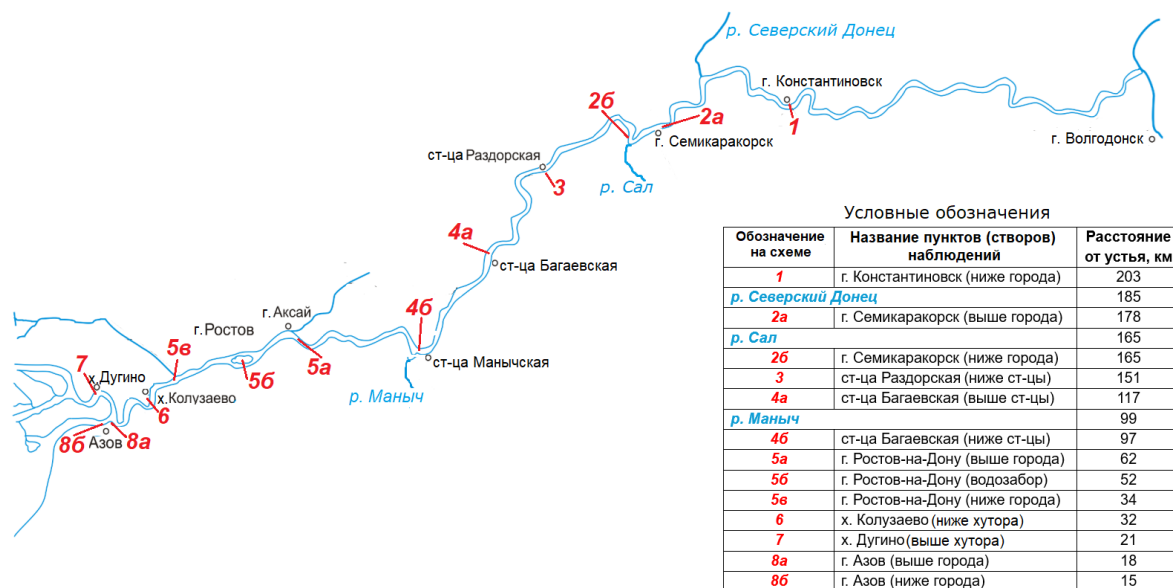 р. Северский Донец
г. Константиновск
2б
2а
1
г. Семикаракорск
г. Волгодонск
ст-ца Раздорская
3
р. Сал
4а
ст-ца Багаевская
г. Аксай
4б
г.Ростов
5в
5б
5а
ст-ца Манычская
7
х.Дугино
х.Колузаево
6
р. Маныч
8б
Азов
8а
Условные обозначения
Обозначение на схеме Название пунктов (створов) наблюдений Расстояние от устья, км
1 г. Константиновск (ниже города) 203
р. Северский Донец 185
2а г. Семикаракорск (выше города) 178
р. Сал 165
2б г. Семикаракорск (ниже города) 165
3 ст-ца Раздорская (ниже ст-цы) 151
4а ст-ца Багаевская (выше ст-цы) 117
р. Маныч 99
4б ст-ца Багаевская (ниже ст-цы) 97
5а г. Ростов-на-Дону (выше города) 62
5б г. Ростов-на-Дону (водозабор) 52
5в г. Ростов-на-Дону (ниже города) 34
6 х. Колузаево (ниже хутора) 32
7 х. Дугино (выше хутора) 21
8а г. Азов (выше города) 18
8б г. Азов (ниже города) 15